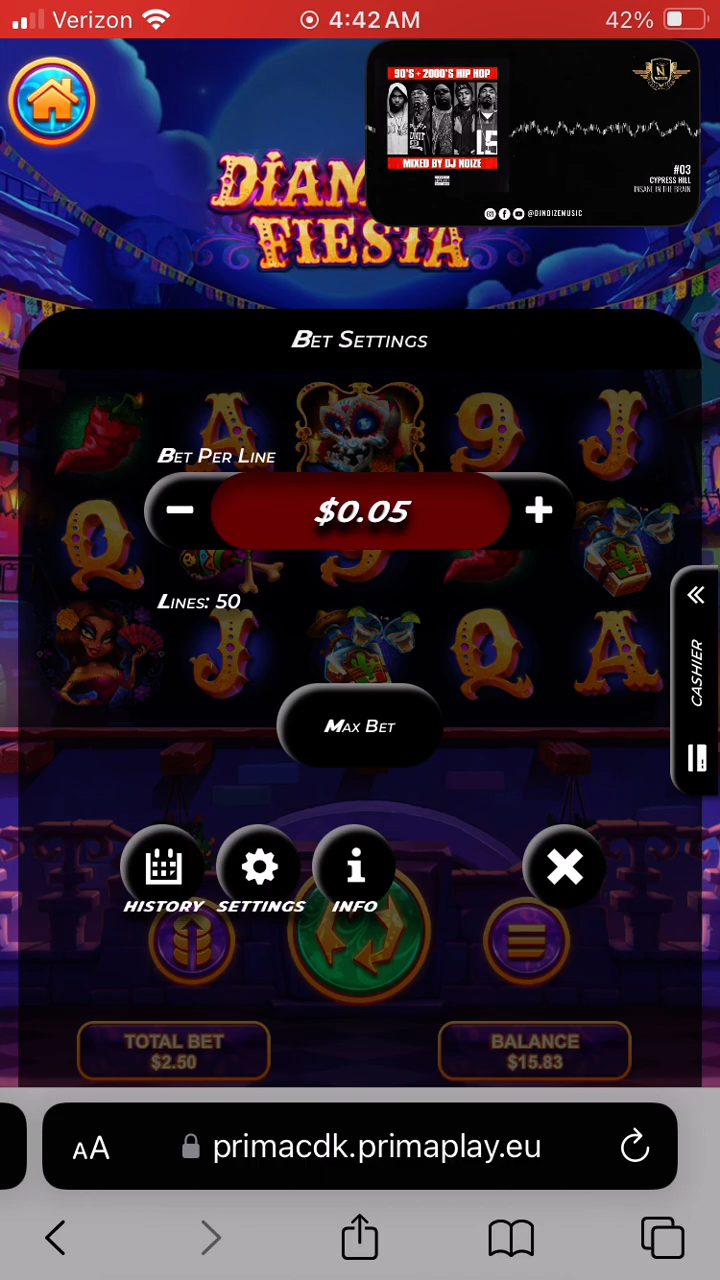 Verizon
4:42 AM
42%
90'S + 2000'S HIP HOP
MIXED BY DJ NOIZE
#03
CYPRESS HILL
INSANE IN THE BRAIN
@DJNOIZEMUSIC
FIESTA
BET SETTINGS
A
9
J
BET PER LINE
$0.05
Q
LINES: 50
J
Q
A
CASHIER
MAX BET
HISTORY
SETTINGS
INFO
TOTAL BET
$2.50
BALANCE
$15.83
AA
primacdk.primaplay.eu